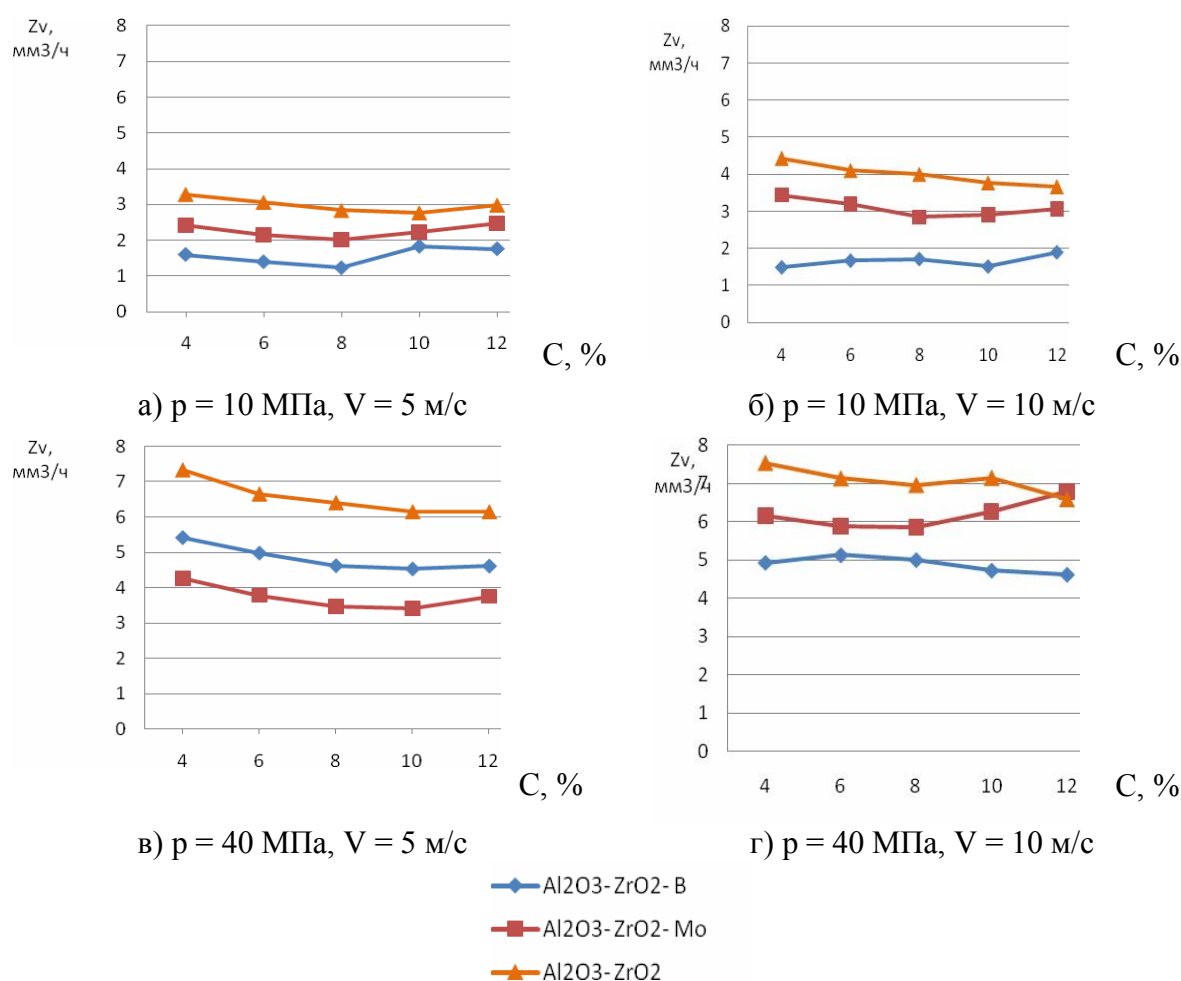 Zv,
мм3/ч
8
7
6
5
4
3
2
1
0
4 6 8 10 12
С, %
а) p = 10 МПа, V = 5 м/с
Zv,
мм3/ч
8
7
6
5
4
3
2
1
0
4 6 8 10 12
С, %
б) p = 10 МПа, V = 10 м/с
Zv,
мм3/ч
8
7
6
5
4
3
2
1
0
4 6 8 10 12
С, %
в) p = 40 МПа, V = 5 м/с
Zv,
мм3/ч
8
7
6
5
4
3
2
1
0
4 6 8 10 12
С, %
г) p = 40 МПа, V = 10 м/с
Al2O3-ZrO2-B
Al2O3-ZrO2-Mo
Al2O3-ZrO2